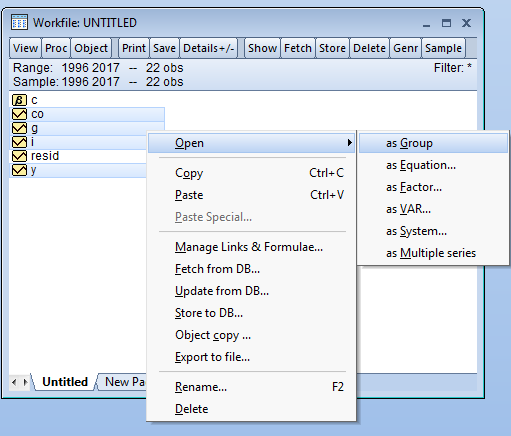 Workfile: UNTITLED
View Proc Object Print Save Details+/- Show Fetch Store Delete Genr Sample
Range: 1996 2017 -- 22 obs Filter: *
Sample: 1996 2017 -- 22 obs
β c
co
g
i
resid
y
Open
Copy Ctrl+C
Paste Ctrl+V
Paste Special...
Manage Links & Formulae...
Fetch from DB...
Update from DB...
Store to DB...
Object copy ...
Export to file...
Rename... F2
Delete
as Group
as Equation...
as Factor...
as VAR...
as System...
as Multiple series
Untitled New Pa